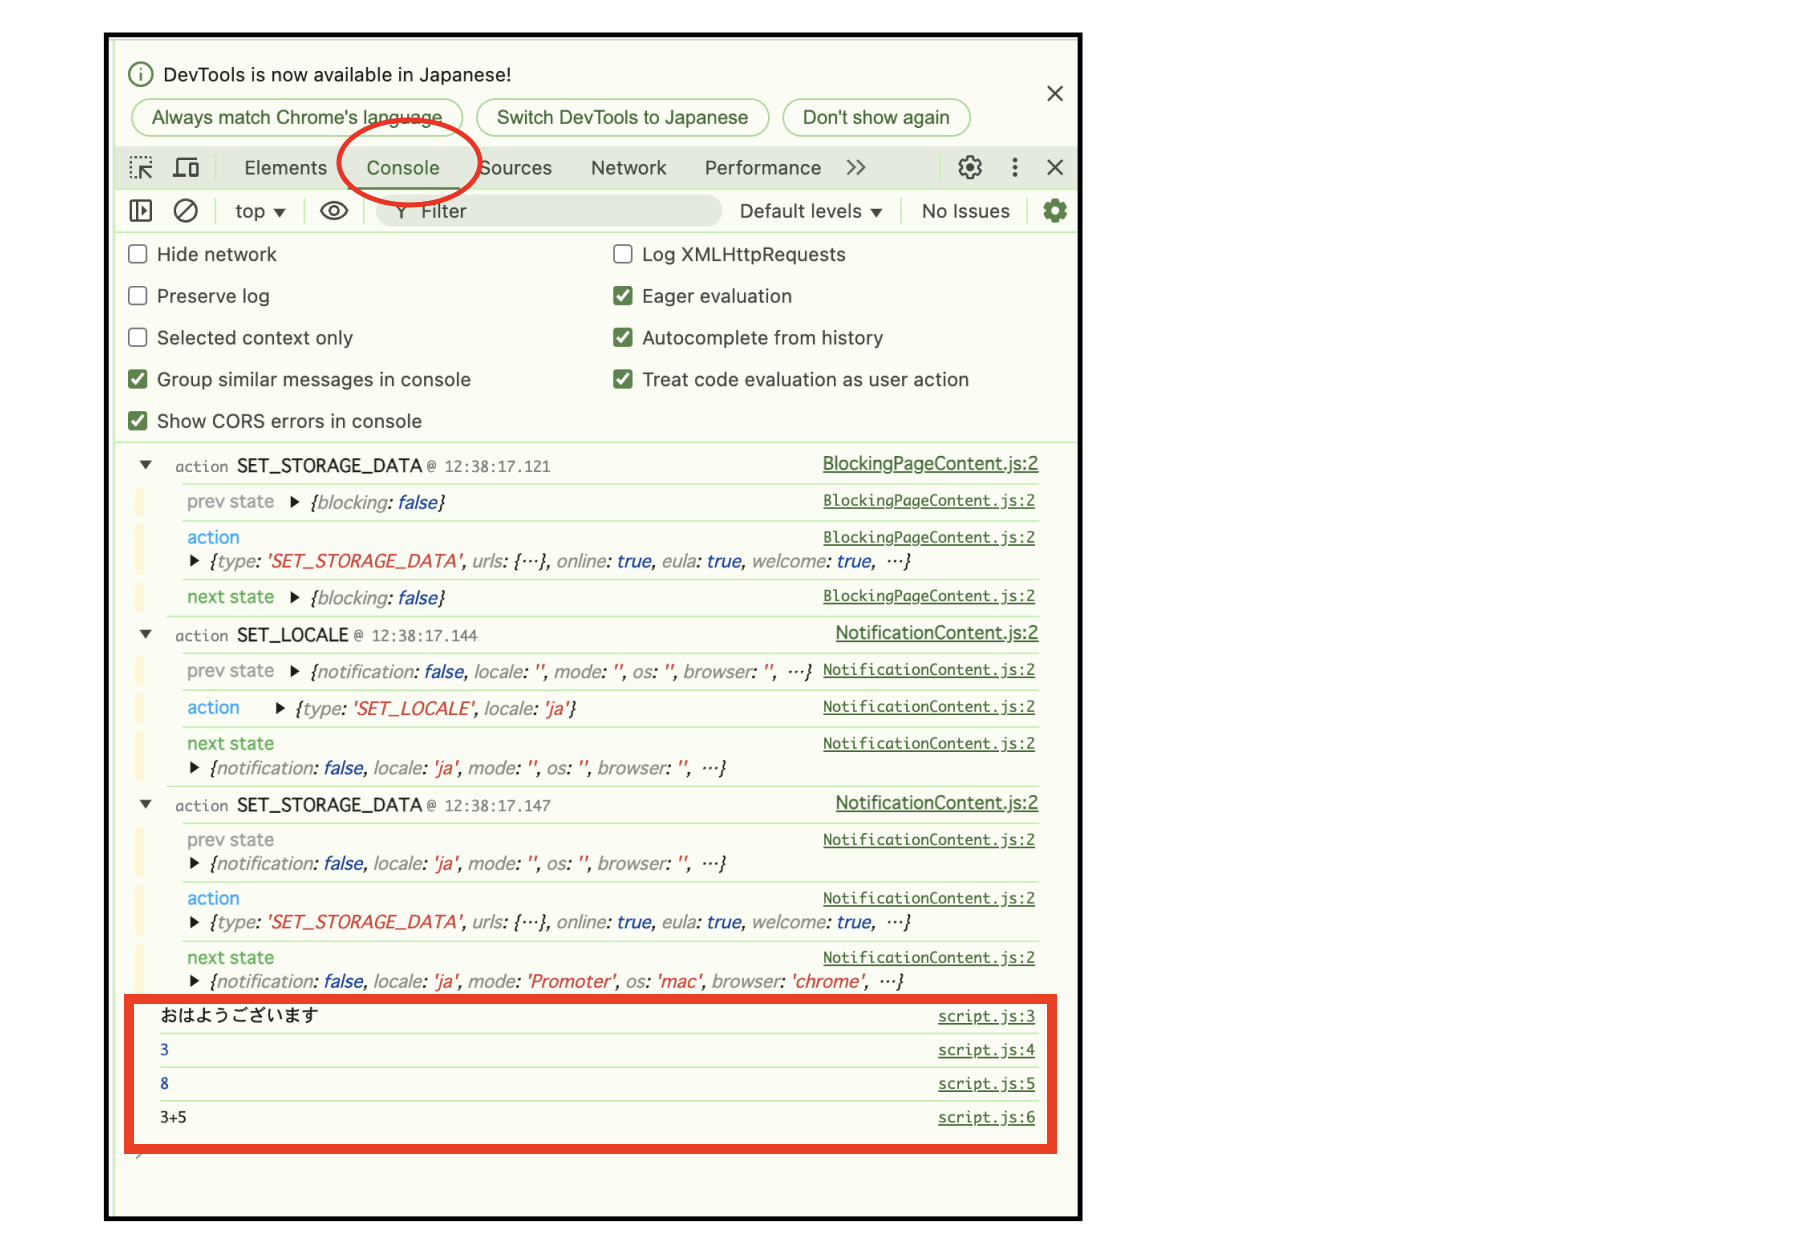 DevTools is now available in Japanese!
Always match Chrome's language Switch DevTools to Japanese Don't show again
Elements Console Sources Network Performance
top Filter Default levels No Issues
Hide network Log XMLHttpRequests
Preserve log Eager evaluation
Selected context only Autocomplete from history
Group similar messages in console Treat code evaluation as user action
Show CORS errors in console
action SET_STORAGE_DATA @ 12:38:17.121 BlockingPageContent.js:2
prev state {blocking: false} BlockingPageContent.js:2
action BlockingPageContent.js:2
{type: 'SET_STORAGE_DATA', urls: {…}, online: true, eula: true, welcome: true, …}
next state {blocking: false} BlockingPageContent.js:2
action SET_LOCALE @ 12:38:17.144 NotificationContent.js:2
prev state {notification: false, locale: '', mode: '', os: '', browser: '', …} NotificationContent.js:2
action {type: 'SET_LOCALE', locale: 'ja'} NotificationContent.js:2
next state NotificationContent.js:2
{notification: false, locale: 'ja', mode: '', os: '', browser: '', …}
action SET_STORAGE_DATA @ 12:38:17.147 NotificationContent.js:2
prev state NotificationContent.js:2
{notification: false, locale: 'ja', mode: '', os: '', browser: '', …}
action NotificationContent.js:2
{type: 'SET_STORAGE_DATA', urls: {…}, online: true, eula: true, welcome: true, …}
next state NotificationContent.js:2
{notification: false, locale: 'ja', mode: 'Promoter', os: 'mac', browser: 'chrome', …}
おはようございます script.js:3
3 script.js:4
8 script.js:5
3+5 script.js:6